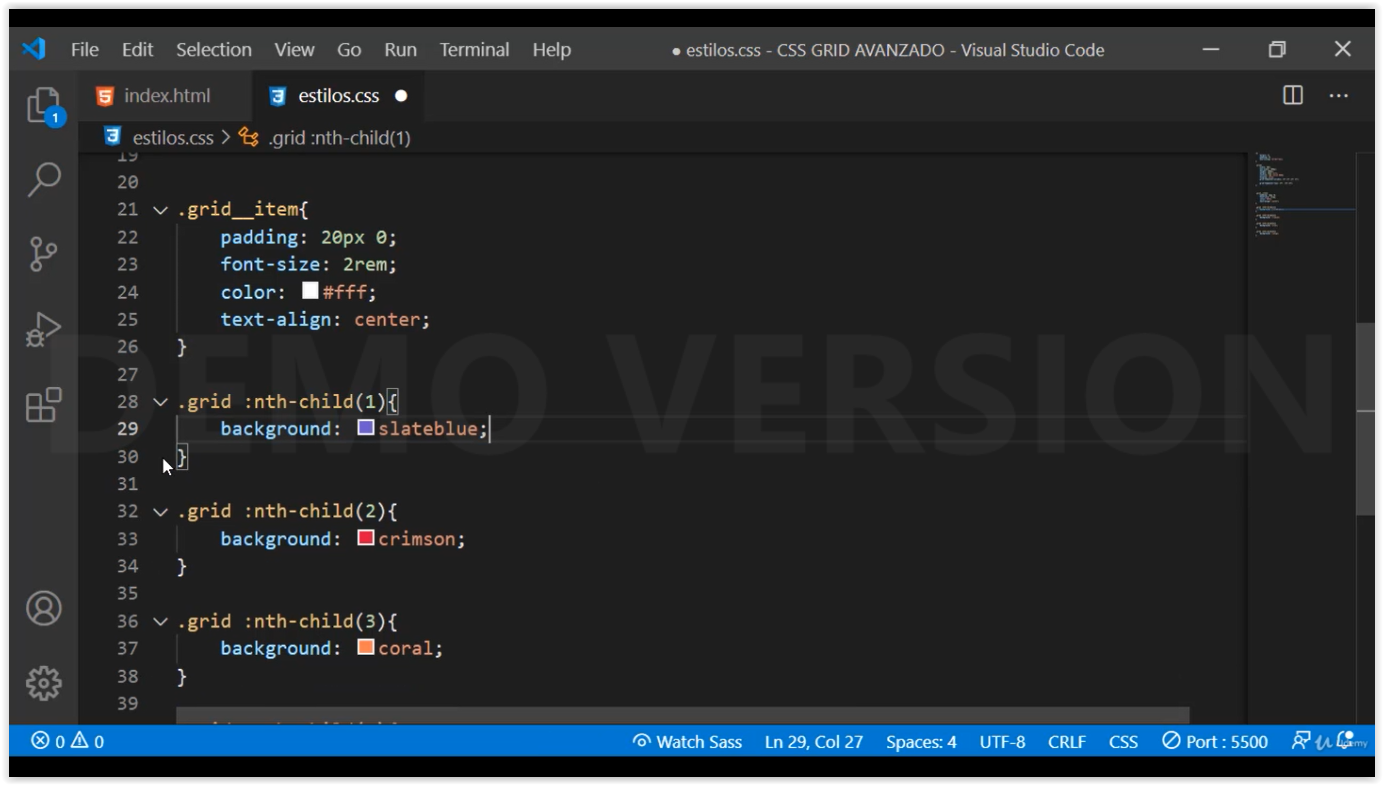 File Edit Selection View Go Run Terminal Help ● estilos.css - CSS GRID AVANZADO - Visual Studio Code
index.html estilos.css ●
estilos.css > .grid :nth-child(1)
1
19
20
21 .grid__item{
22 padding: 20px 0;
23 font-size: 2rem;
24 color: #fff;
25 text-align: center;
26 }
27
28 .grid :nth-child(1){
29 background: slateblue;
30 }
31
32 .grid :nth-child(2){
33 background: crimson;
34 }
35
36 .grid :nth-child(3){
37 background: coral;
38 }
39
DEMO VERSION
0 0 Watch Sass Ln 29, Col 27 Spaces: 4 UTF-8 CRLF CSS Port : 5500